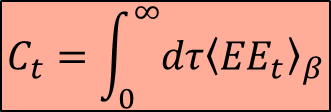 C_t = ∫_0^∞ dτ⟨EE_t⟩_β